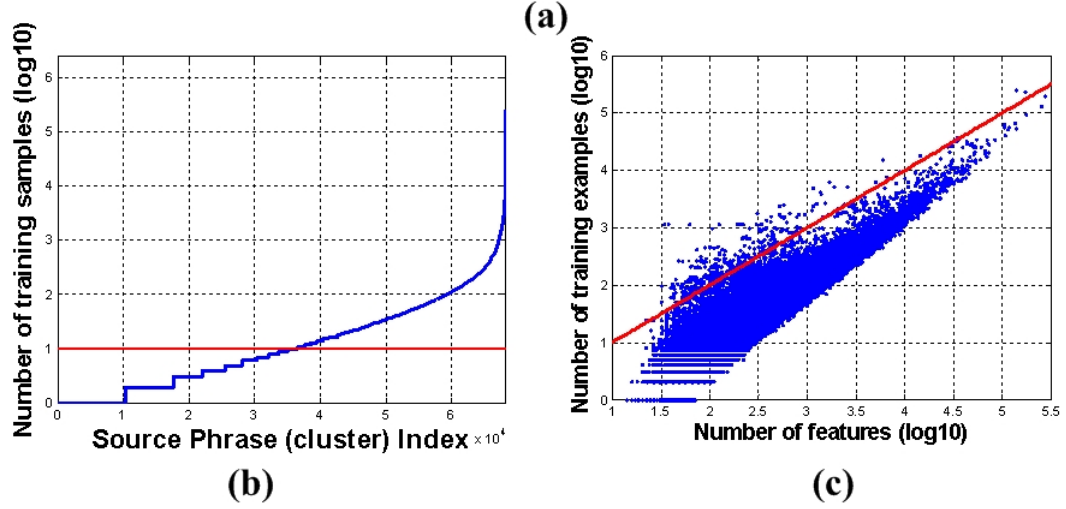 (a)
Number of training samples (log10)
6
5
4
3
2
1
0
0 1 2 3 4 5 6
× 10⁴
Source Phrase (cluster) Index
(b)
Number of training examples (log10)
6
5
4
3
2
1
0
1 1.5 2 2.5 3 3.5 4 4.5 5 5.5
Number of features (log10)
(c)